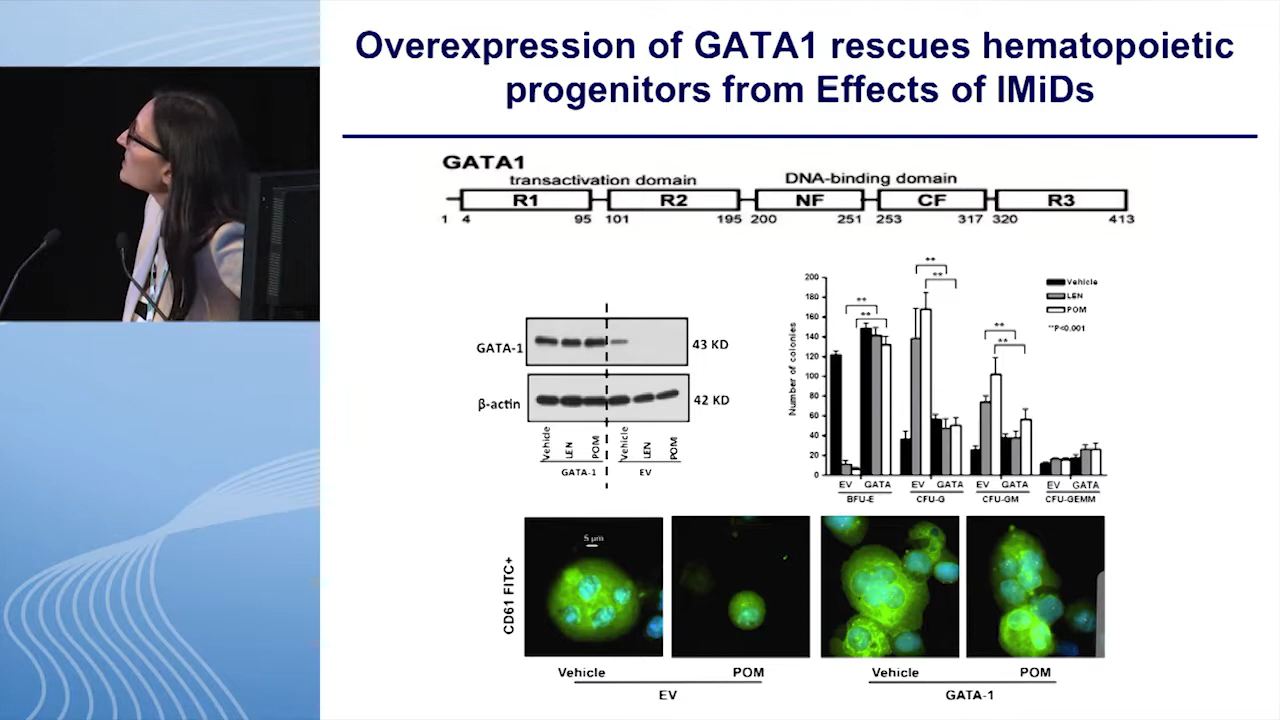 Overexpression of GATA1 rescues hematopoietic
progenitors from Effects of IMiDs
GATA1
transactivation domain
DNA-binding domain
R1 R2 NF CF R3
1 4 95 101 195 200 251 253 317 320 413
GATA-1 43 KD
β-actin 42 KD
Vehicle LEN POM Vehicle LEN POM
GATA-1 EV
Number of colonies
200
180
160
140
120
100
80
60
40
20
0
** ** ** ** ** **
Vehicle
LEN
POM
**P<0.001
EV GATA EV GATA EV GATA EV GATA
BFU-E CFU-G CFU-GM CFU-GEMM
CD61 FITC+
5 µm
Vehicle POM Vehicle POM
EV GATA-1